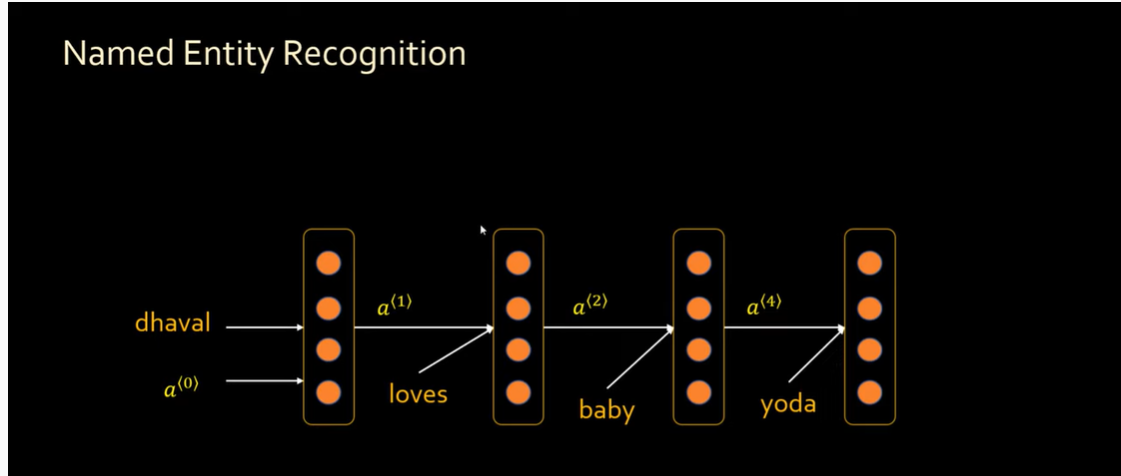 Named Entity Recognition
a⟨1⟩ a⟨2⟩ a⟨4⟩
dhaval
a⟨0⟩
loves
baby
yoda